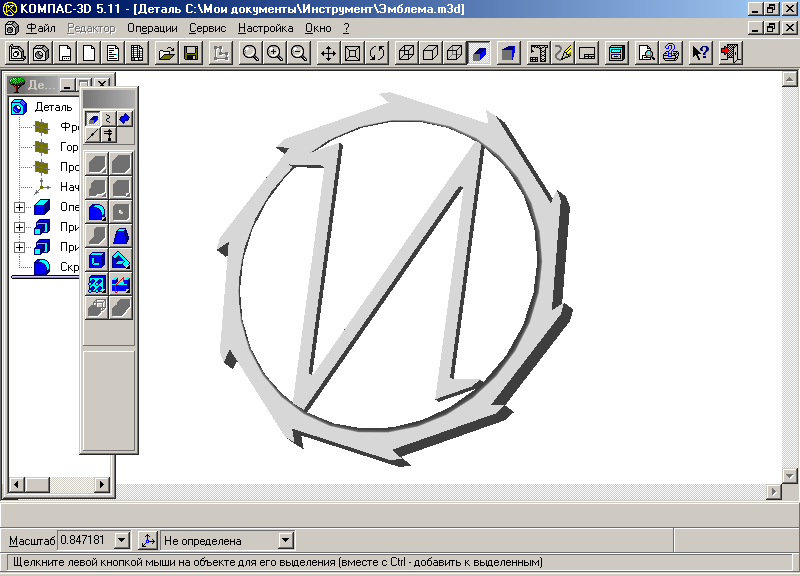 КОМПАС-3D 5.11 - [Деталь C:\Мои документы\Инструмент\Эмблема.m3d]
Файл Редактор Операции Сервис Настройка Окно ?
Де...
Деталь
Фр
Гор
Про
Нач
Опе
При
При
Скр
Масштаб 0.847181 Не определена
Щелкните левой кнопкой мыши на объекте для его выделения (вместе с Ctrl - добавить к выделенным)